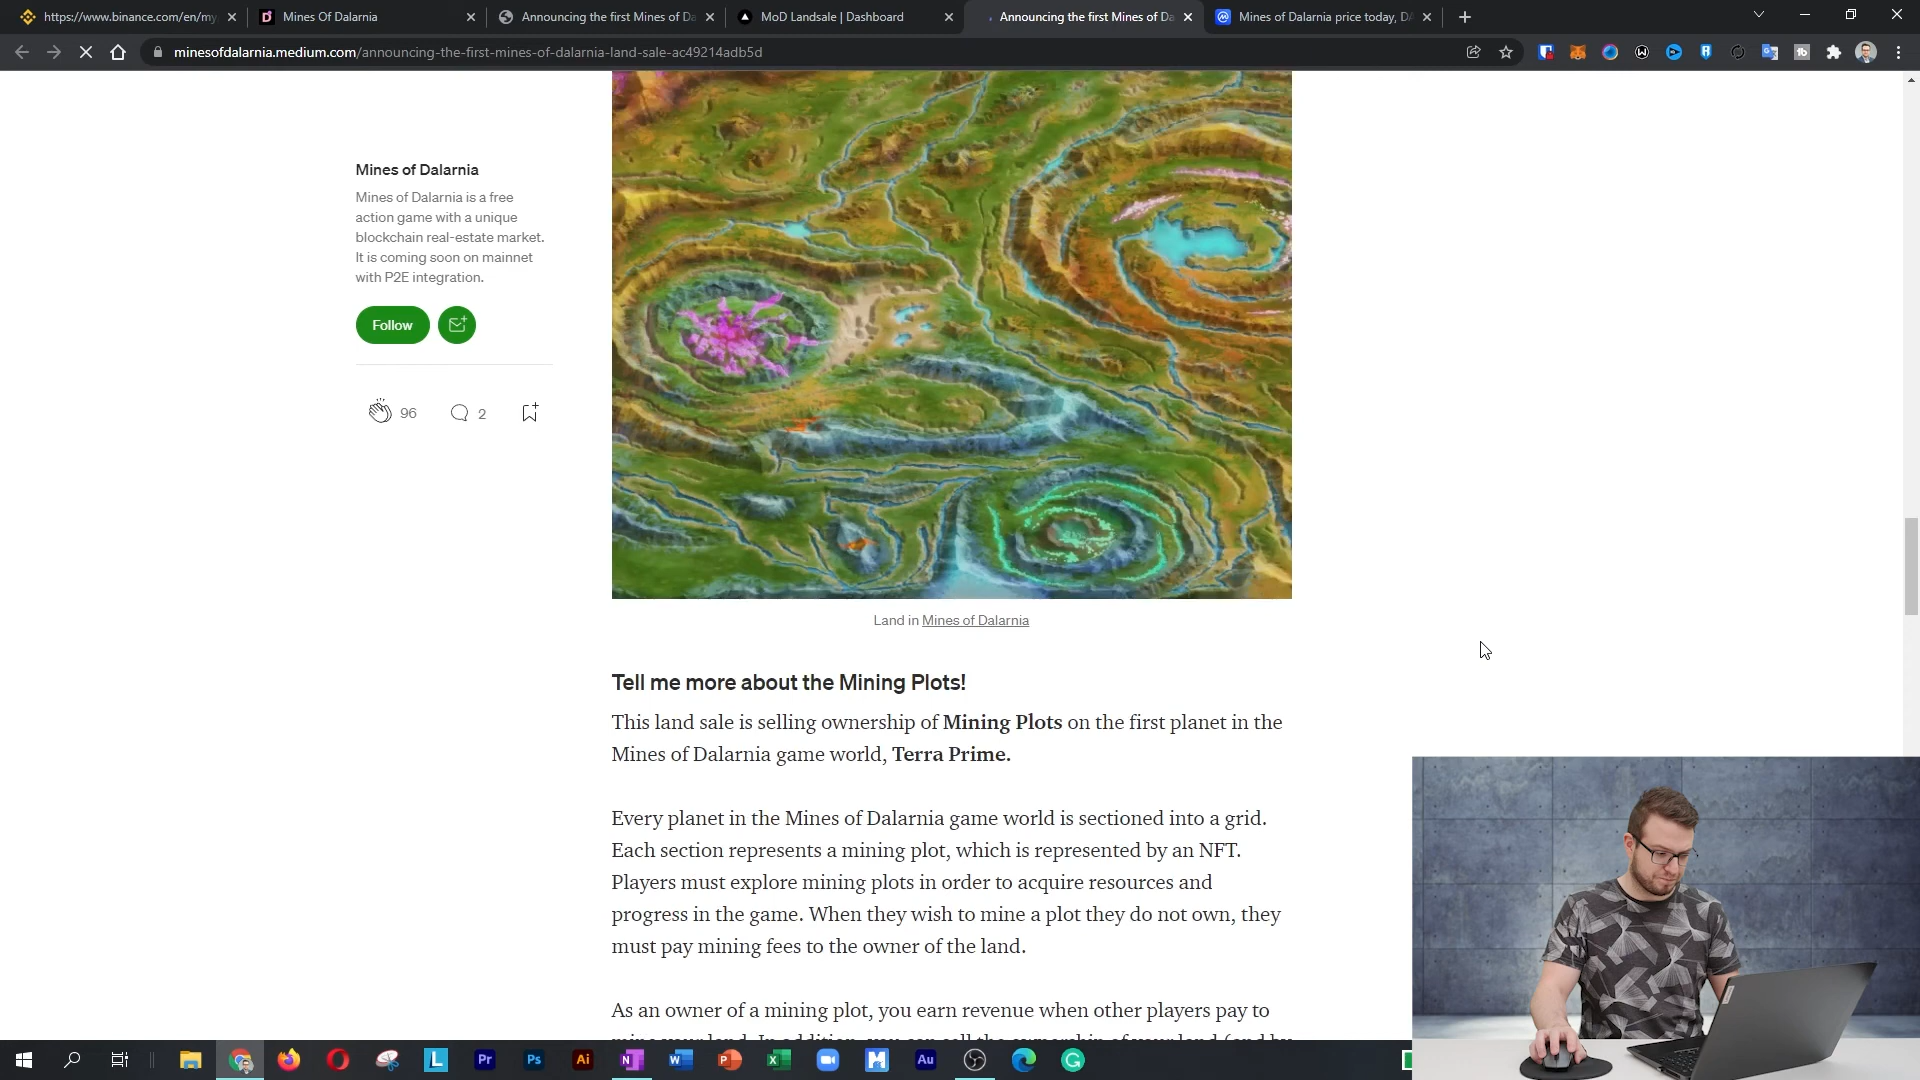 https://www.binance.com/en/my
Mines Of Dalarnia
Announcing the first Mines of Da
MoD Landsale | Dashboard
Announcing the first Mines of Da
Mines of Dalarnia price today, DA
minesofdalarnia.medium.com/announcing-the-first-mines-of-dalarnia-land-sale-ac49214adb5d
Mines of Dalarnia
Mines of Dalarnia is a free
action game with a unique
blockchain real-estate market.
It is coming soon on mainnet
with P2E integration.
Follow
96
2
Land in Mines of Dalarnia
Tell me more about the Mining Plots!
This land sale is selling ownership of Mining Plots on the first planet in the
Mines of Dalarnia game world, Terra Prime.
Every planet in the Mines of Dalarnia game world is sectioned into a grid.
Each section represents a mining plot, which is represented by an NFT.
Players must explore mining plots in order to acquire resources and
progress in the game. When they wish to mine a plot they do not own, they
must pay mining fees to the owner of the land.
As an owner of a mining plot, you earn revenue when other players pay to